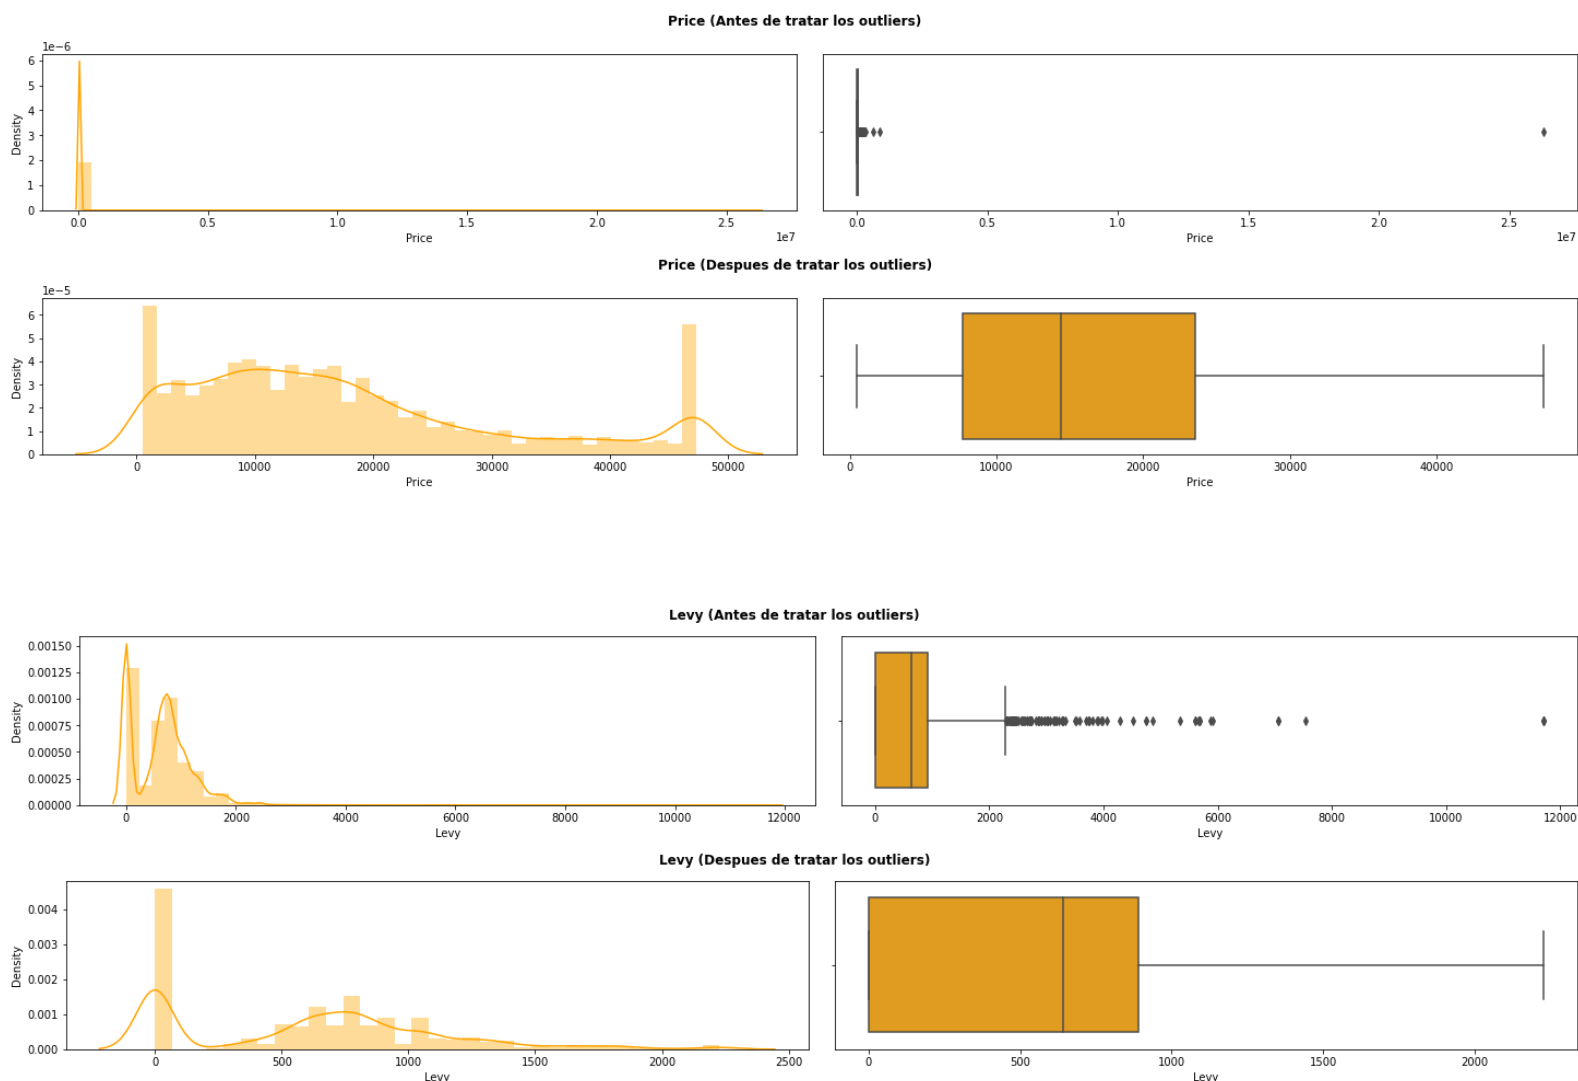 Price (Antes de tratar los outliers)
1e−6
6
5
4
3
2
1
0
Density
0.0 0.5 1.0 1.5 2.0 2.5
1e7
Price
0.0 0.5 1.0 1.5 2.0 2.5
1e7
Price
Price (Despues de tratar los outliers)
1e−5
6
5
4
3
2
1
0
Density
0 10000 20000 30000 40000 50000
Price
0 10000 20000 30000 40000
Price
Levy (Antes de tratar los outliers)
0.00150
0.00125
0.00100
0.00075
0.00050
0.00025
0.00000
Density
0 2000 4000 6000 8000 10000 12000
Levy
0 2000 4000 6000 8000 10000 12000
Levy
Levy (Despues de tratar los outliers)
0.004
0.003
0.002
0.001
0.000
Density
0 500 1000 1500 2000 2500
Levy
0 500 1000 1500 2000
Levy